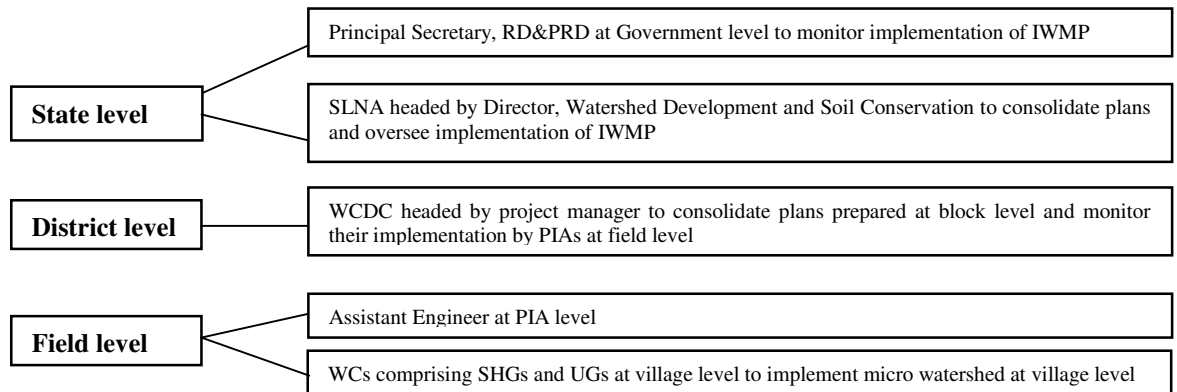 Principal Secretary, RD&PRD at Government level to monitor implementation of IWMP
State level
SLNA headed by Director, Watershed Development and Soil Conservation to consolidate plans
and oversee implementation of IWMP
District level
WCDC headed by project manager to consolidate plans prepared at block level and monitor
their implementation by PIAs at field level
Field level
Assistant Engineer at PIA level
WCs comprising SHGs and UGs at village level to implement micro watershed at village level